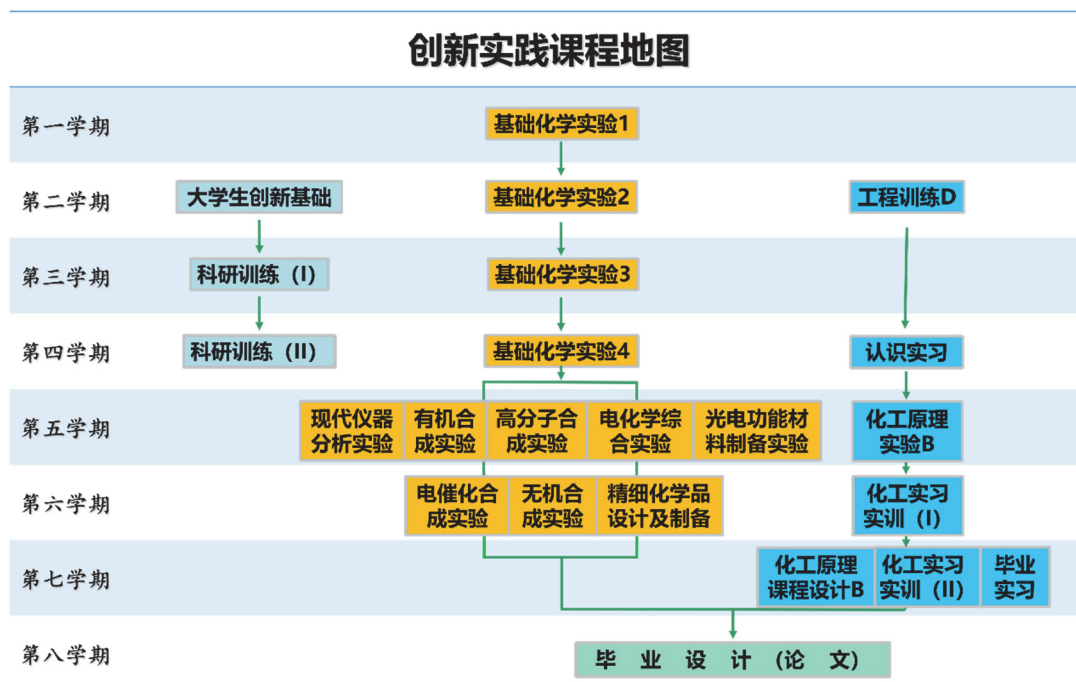 创新实践课程地图
第一学期
基础化学实验1
第二学期
大学生创新基础
基础化学实验2
工程训练D
第三学期
科研训练（I）
基础化学实验3
第四学期
科研训练（II）
基础化学实验4
认识实习
第五学期
现代仪器
分析实验
有机合
成实验
高分子合
成实验
电化学综
合实验
光电功能材
料制备实验
化工原理
实验B
第六学期
电催化合
成实验
无机合
成实验
精细化学品
设计及制备
化工实习
实训（I）
第七学期
化工原理
课程设计B
化工实习
实训（II）
毕业
实习
第八学期
毕 业 设 计（论 文）